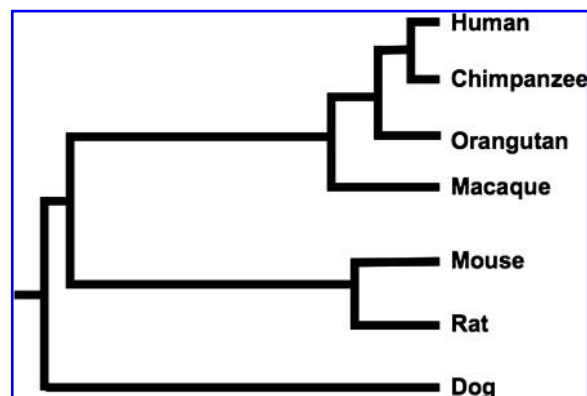 Human
Chimpanzee
Orangutan
Macaque
Mouse
Rat
Dog